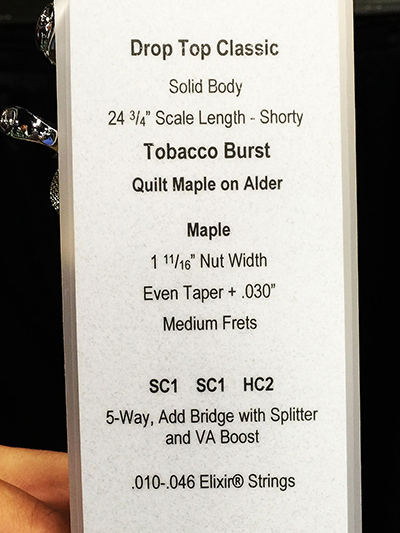 Drop Top Classic
Solid Body
24 3/4” Scale Length - Shorty
Tobacco Burst
Quilt Maple on Alder
Maple
1 11/16” Nut Width
Even Taper + .030”
Medium Frets
SC1 SC1 HC2
5-Way, Add Bridge with Splitter
and VA Boost
.010-.046 Elixir® Strings